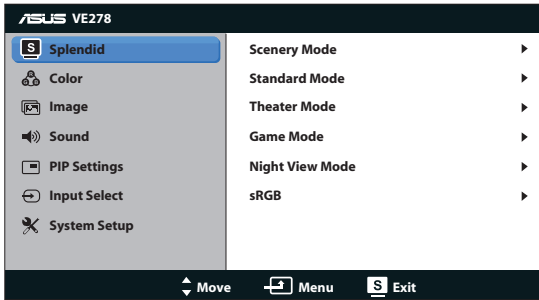 ASUS VE278
S Splendid
Color
Image
Sound
PIP Settings
Input Select
System Setup
Scenery Mode
Standard Mode
Theater Mode
Game Mode
Night View Mode
sRGB
Move Menu S Exit